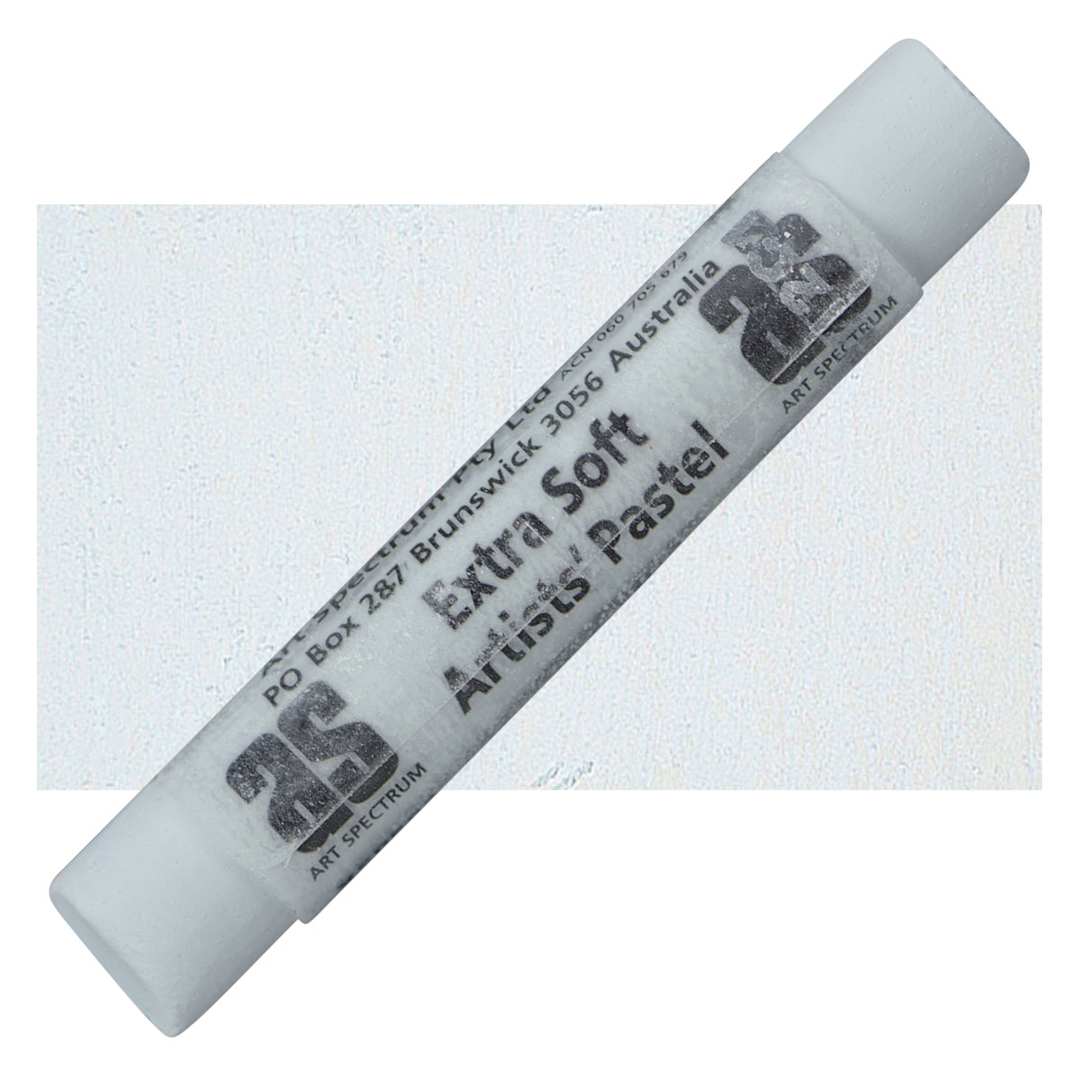 Art Spectrum Pty Ltd ACN 060 705 679
PO Box 287 Brunswick 3056 Australia
Extra Soft
Artists' Pastel
as
ART SPECTRUM
as
ART SPECTRUM